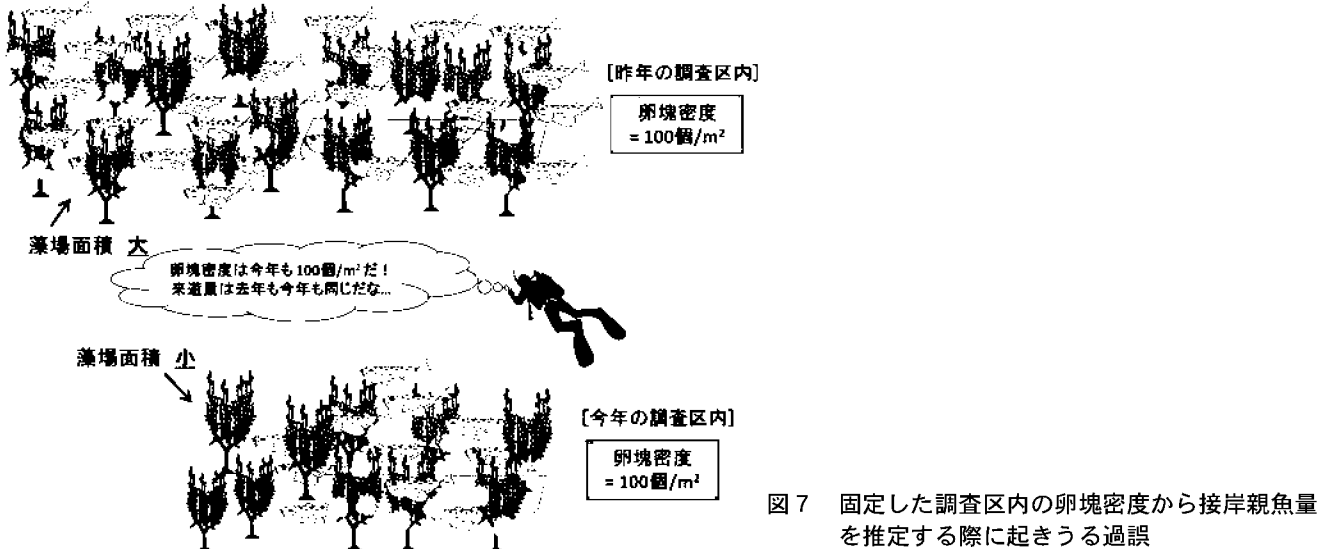 [昨年の調査区内]
卵塊密度
= 100個/m²
藻場面積 大
卵塊密度は今年も100個/m²だ！
来遊量は去年も今年も同じだな...
藻場面積 小
[今年の調査区内]
卵塊密度
= 100個/m²
図7 固定した調査区内の卵塊密度から接岸親魚量
を推定する際に起きうる過誤